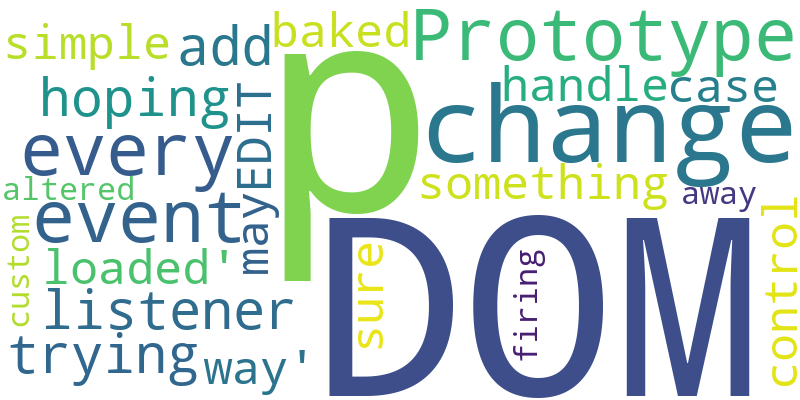 simple
add
baked
Prototype
hoping
p
handle
case
every
EDIT
change
altered
something
away
event
may
DOM
custom
loaded'
sure
firing
control
listener
trying
way'